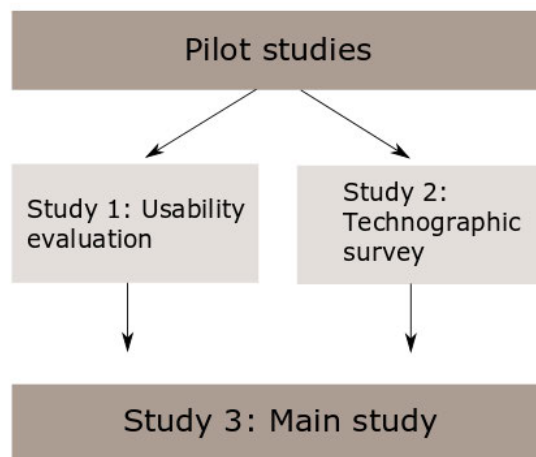 Pilot studies
Study 1: Usability
evaluation
Study 2:
Technographic
survey
Study 3: Main study